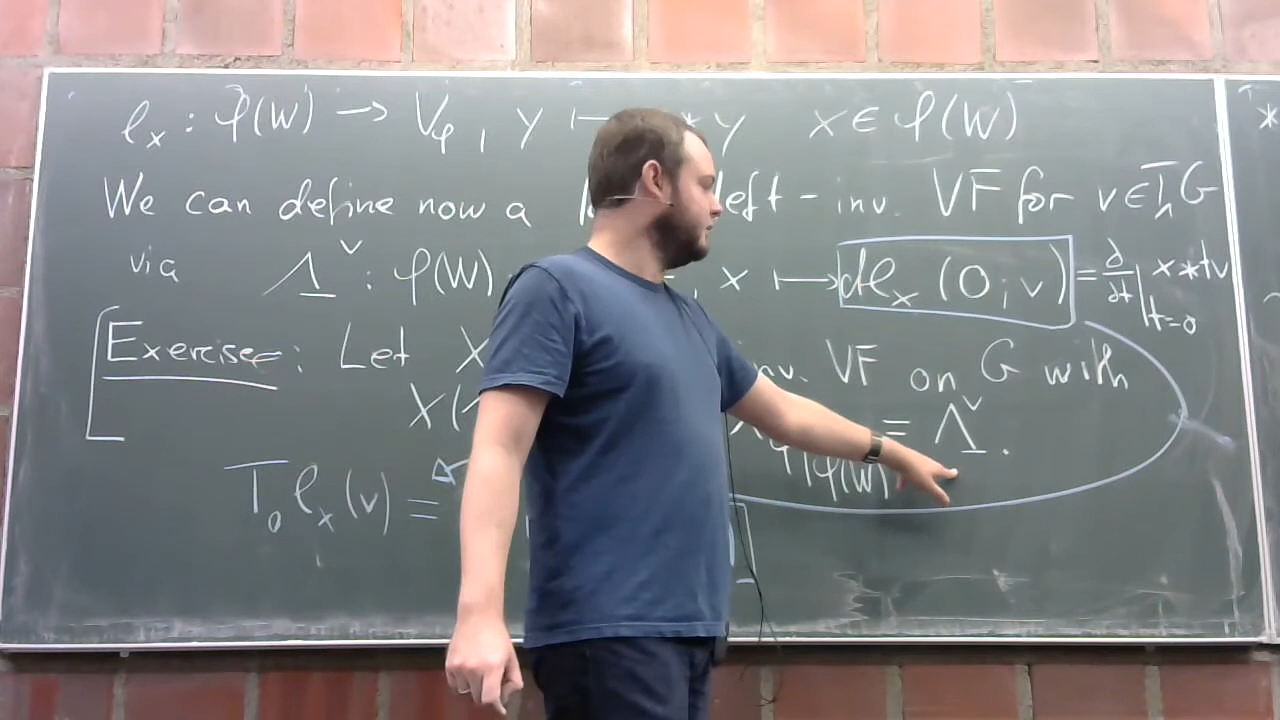 ℓ_x : φ(W) → V_φ , y ↦ * y x ∈ φ(W) *
We can define now a left-inv. VF for v ∈ T_1 G
via Λ^v : φ(W) , x ↦ dℓ_x (0; v) = ∂/∂t |_{t=0} x * tv
Exercise: Let X inv. VF on G with
X( φ|φ(W) = Λ^v .
T_0 ℓ_x (v) =